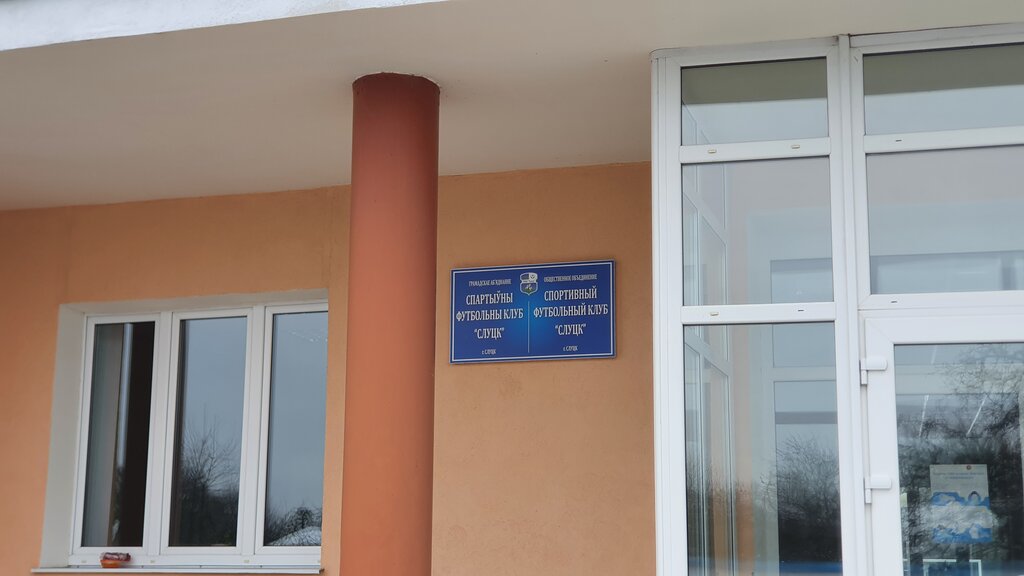 ГРАМАДСКАЕ АБ'ЯДНАННЕ
СПАРТЫЎНЫ
ФУТБОЛЬНЫ КЛУБ
"СЛУЦК"
г. СЛУЦК
ОБЩЕСТВЕННОЕ ОБЪЕДИНЕНИЕ
СПОРТИВНЫЙ
ФУТБОЛЬНЫЙ КЛУБ
"СЛУЦК"
г. СЛУЦК